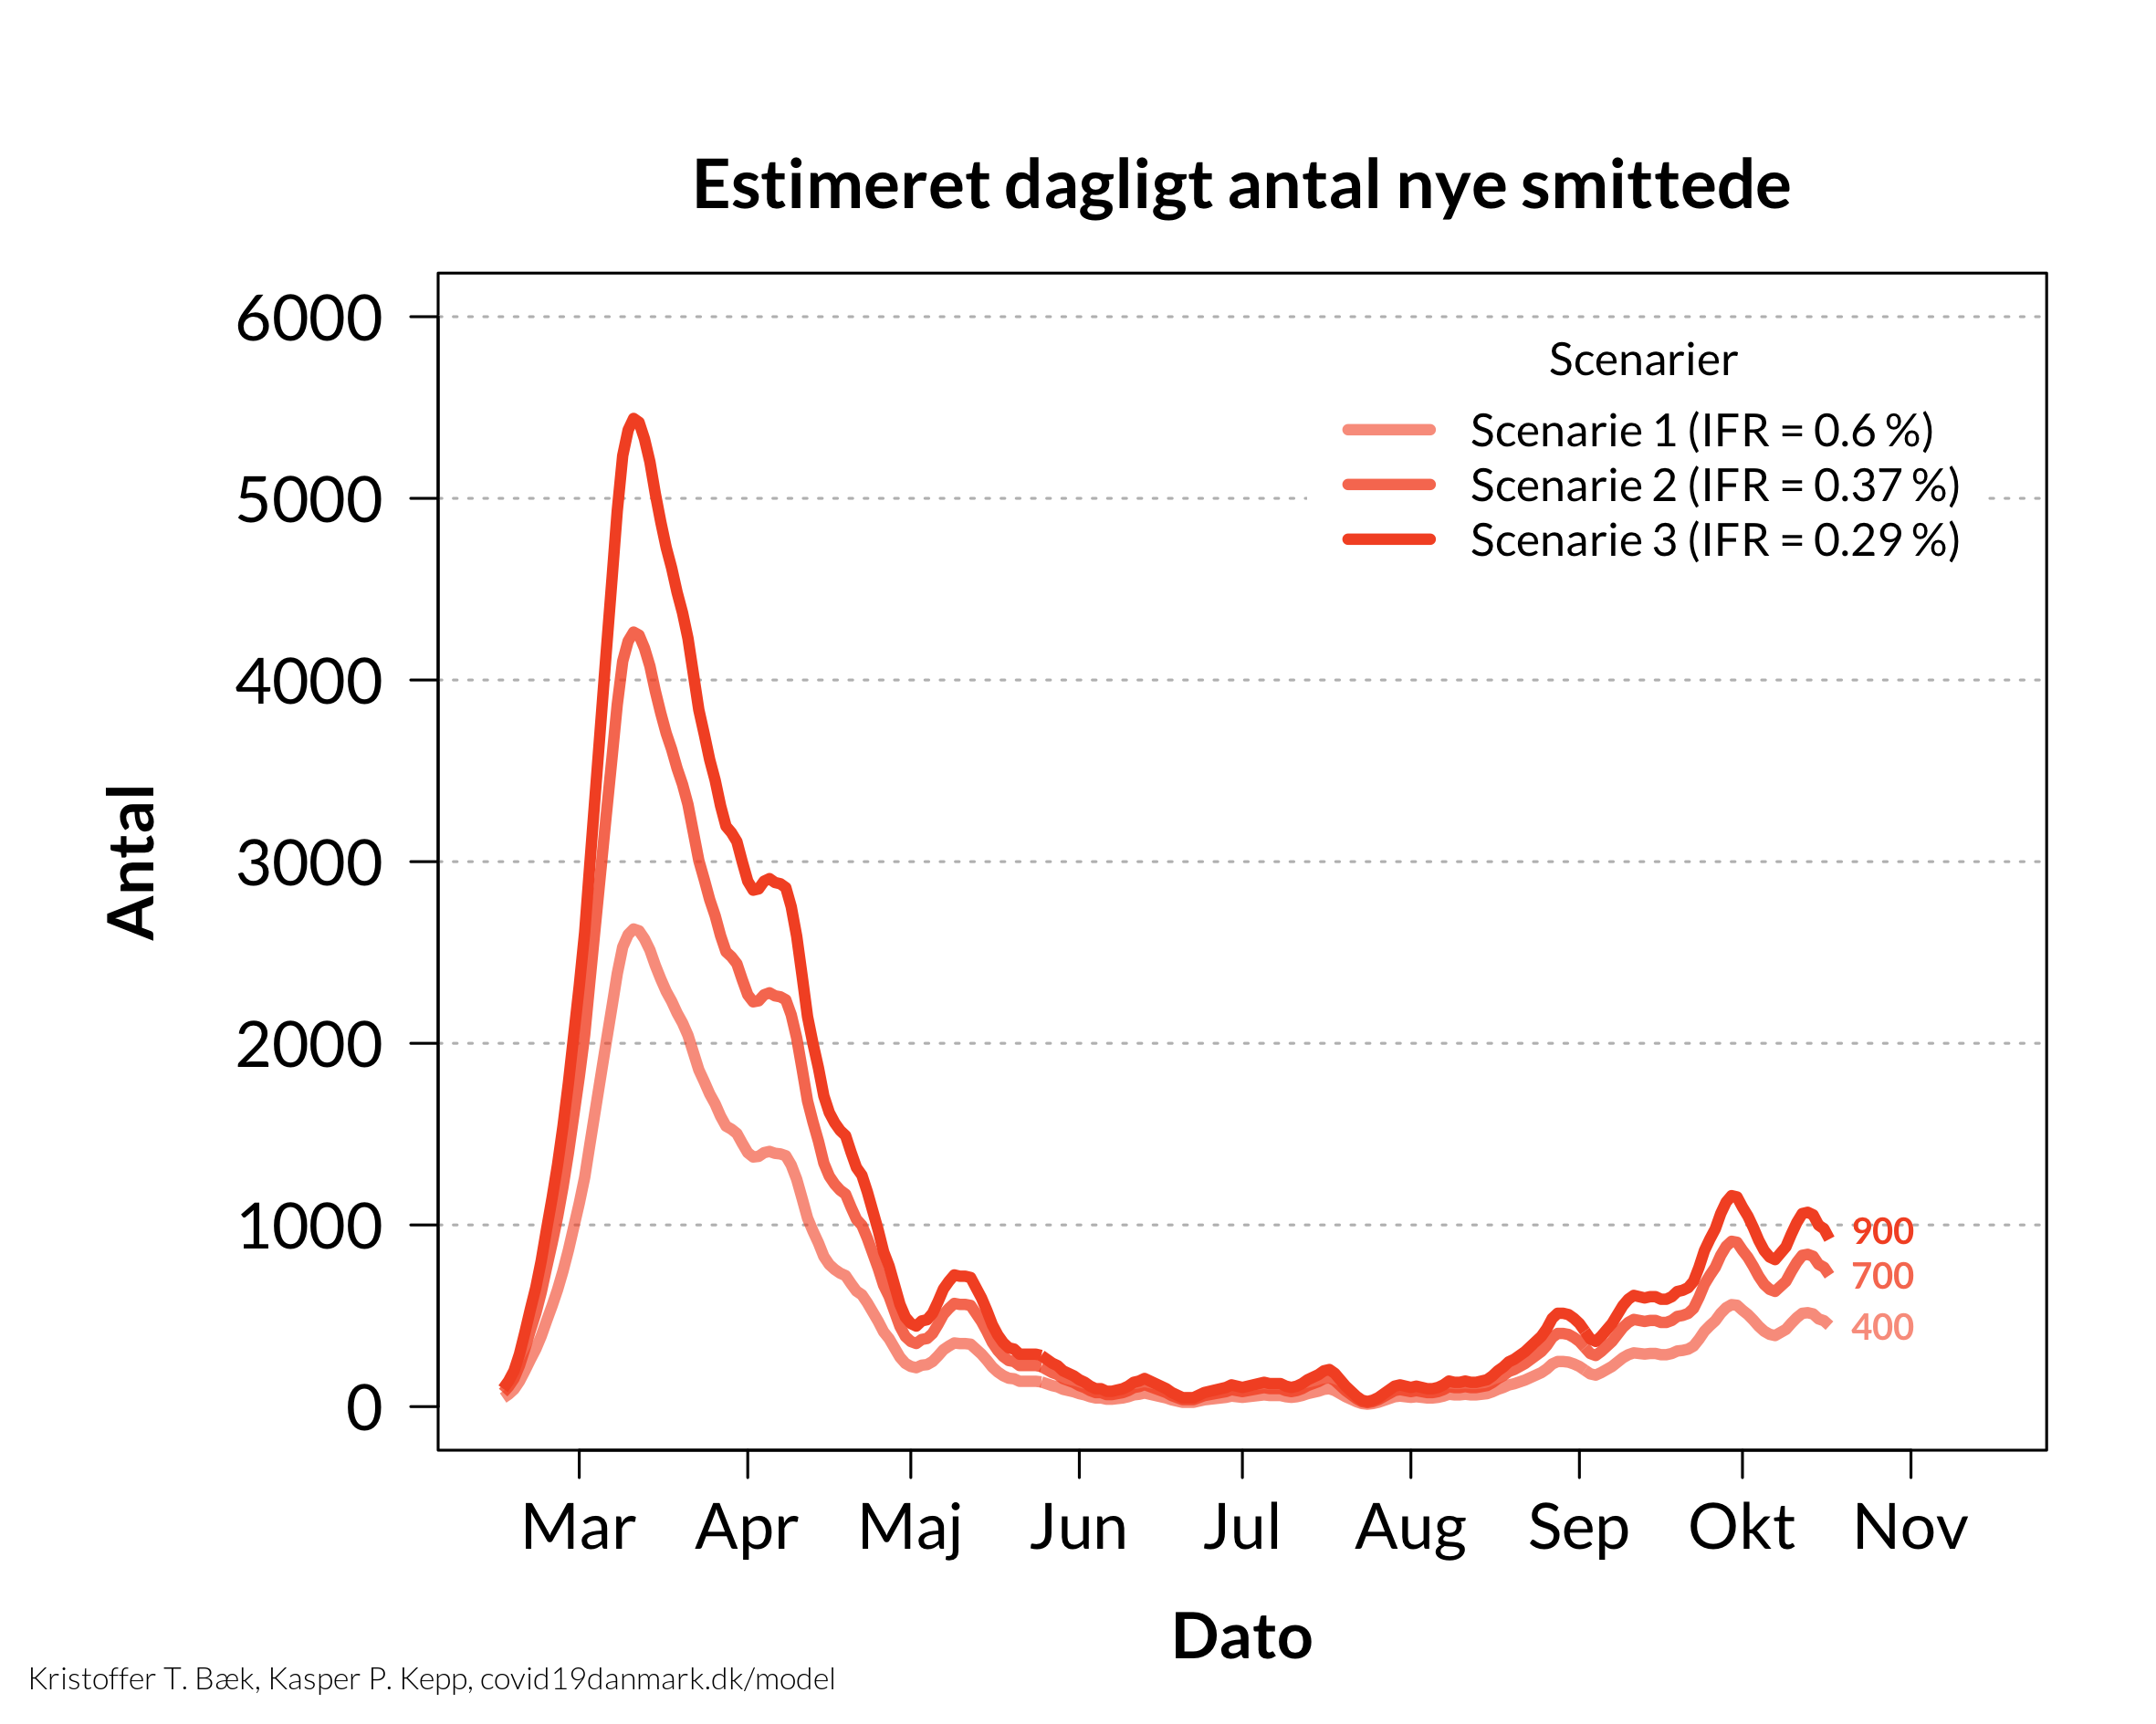 Estimeret dagligt antal nye smittede
6000
5000
4000
3000
2000
1000
0
Antal
Scenarier
Scenarie 1 (IFR = 0.6 %)
Scenarie 2 (IFR = 0.37 %)
Scenarie 3 (IFR = 0.29 %)
900
700
400
Mar Apr Maj Jun Jul Aug Sep Okt Nov
Dato
Kristoffer T. Bæk, Kasper P. Kepp, covid19danmark.dk/model